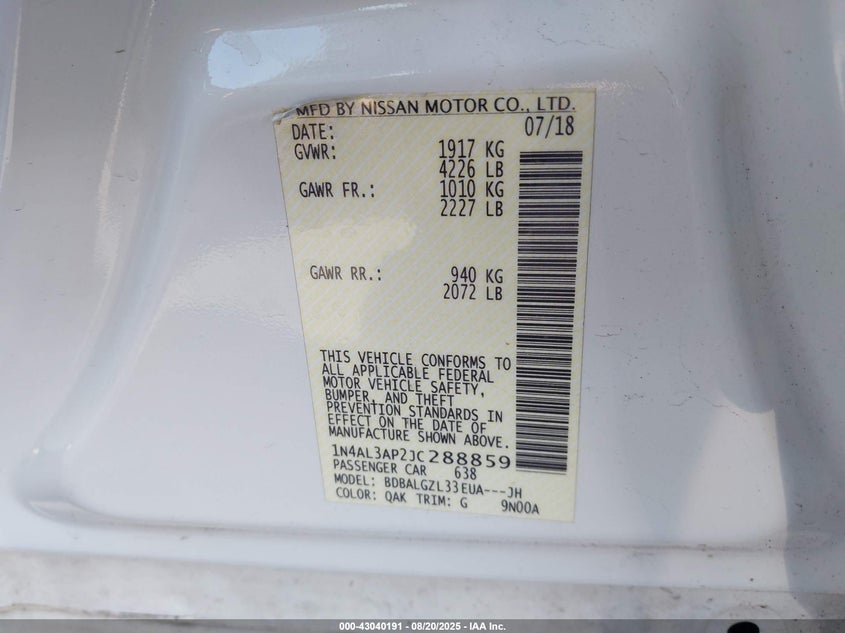 MFD BY NISSAN MOTOR CO., LTD.
DATE: 07/18
GVWR: 1917 KG
4226 LB
GAWR FR.: 1010 KG
2227 LB
GAWR RR.: 940 KG
2072 LB
THIS VEHICLE CONFORMS TO
ALL APPLICABLE FEDERAL
MOTOR VEHICLE SAFETY,
BUMPER, AND THEFT
PREVENTION STANDARDS IN
EFFECT ON THE DATE OF
MANUFACTURE SHOWN ABOVE.
1N4AL3AP2JC288859
PASSENGER CAR 638
MODEL: BDBALGZL33EUA---JH
COLOR: QAK TRIM: G 9N00A
000-43040191 - 08/20/2025 - IAA Inc.